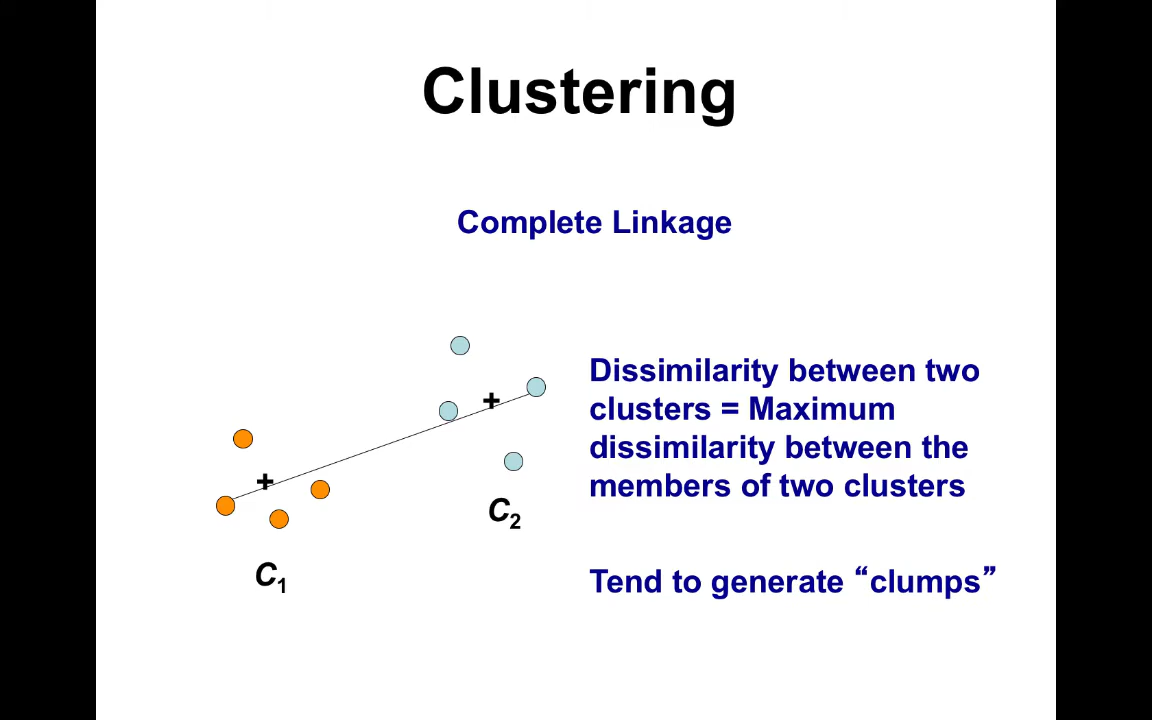 Clustering
Complete Linkage
Dissimilarity between two
clusters = Maximum
dissimilarity between the
members of two clusters
+
+
C₂
C₁
Tend to generate “clumps”